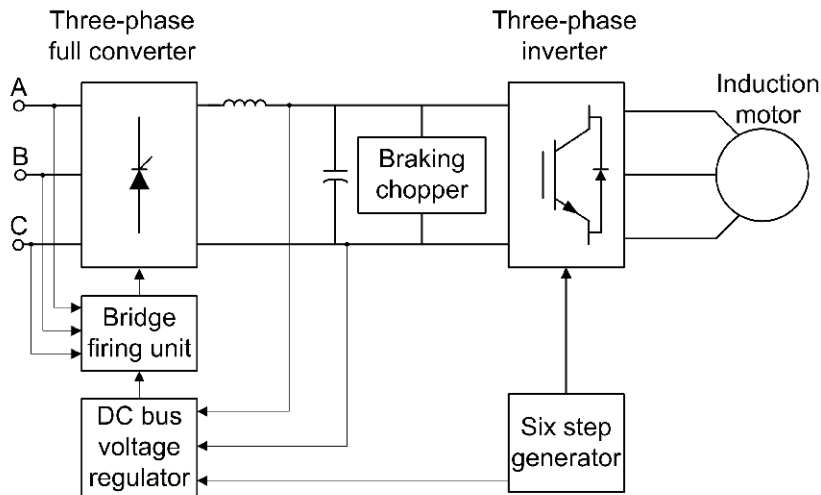 Three-phase
full converter
Three-phase
inverter
A
B
C
Induction
motor
Braking
chopper
Bridge
firing unit
DC bus
voltage
regulator
Six step
generator